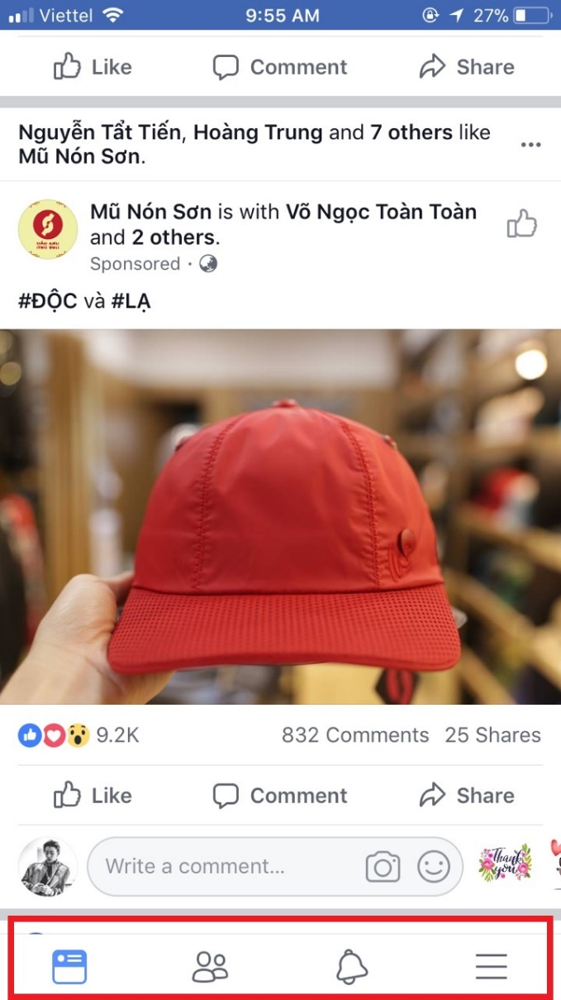 Viettel 9:55 AM 27%
Like Comment Share
Nguyễn Tất Tiến, Hoàng Trung and 7 others like
Mũ Nón Sơn.
Mũ Nón Sơn is with Võ Ngọc Toàn Toàn
and 2 others.
Sponsored ·
#ĐỘC và #LẠ
9.2K 832 Comments 25 Shares
Like Comment Share
Write a comment...
Thank
you